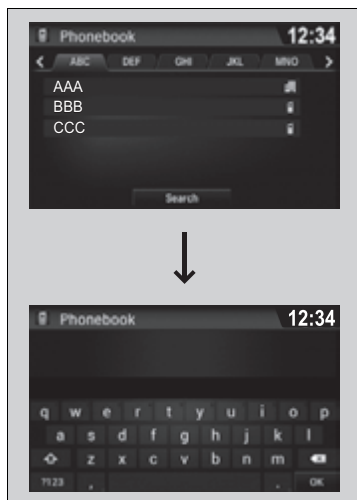 Phonebook 12:34
ABC DEF GHI JKL MNO
AAA
BBB
CCC
Search
Phonebook 12:34
q w e r t y u i o p
a s d f g h j k l
z x c v b n m
?123 , . OK